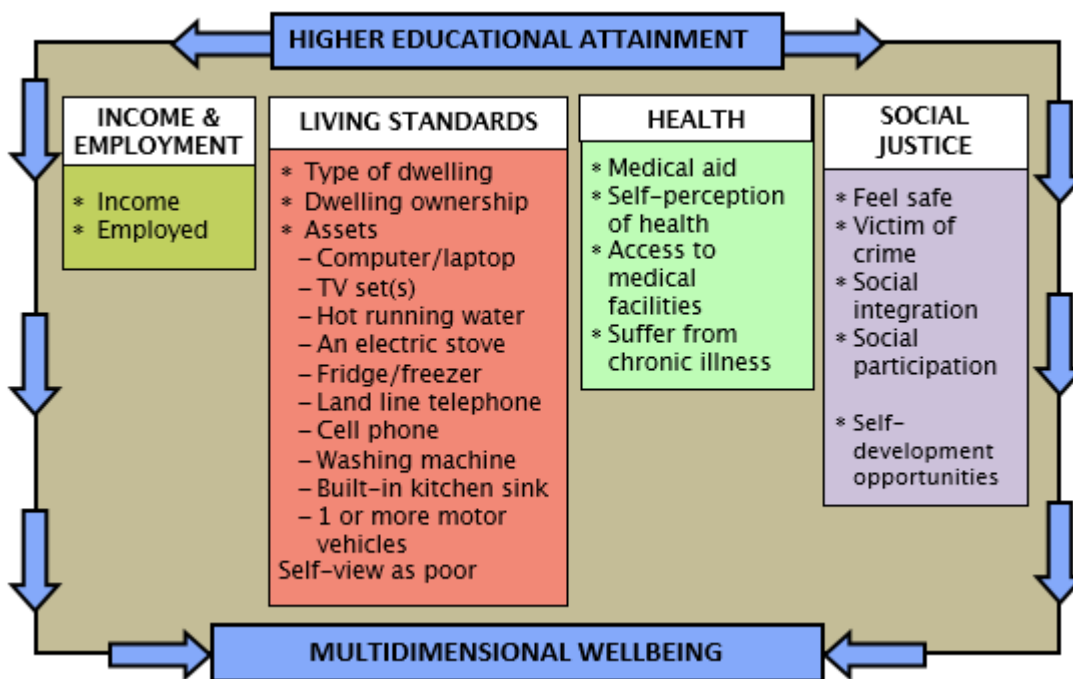 HIGHER EDUCATIONAL ATTAINMENT
INCOME &
EMPLOYMENT
* Income
* Employed
LIVING STANDARDS
* Type of dwelling
* Dwelling ownership
* Assets
– Computer/laptop
– TV set(s)
– Hot running water
– An electric stove
– Fridge/freezer
– Land line telephone
– Cell phone
– Washing machine
– Built-in kitchen sink
– 1 or more motor
vehicles
Self-view as poor
HEALTH
* Medical aid
* Self-perception
of health
* Access to
medical
facilities
* Suffer from
chronic illness
SOCIAL
JUSTICE
* Feel safe
* Victim of
crime
* Social
integration
* Social
participation
* Self-
development
opportunities
MULTIDIMENSIONAL WELLBEING